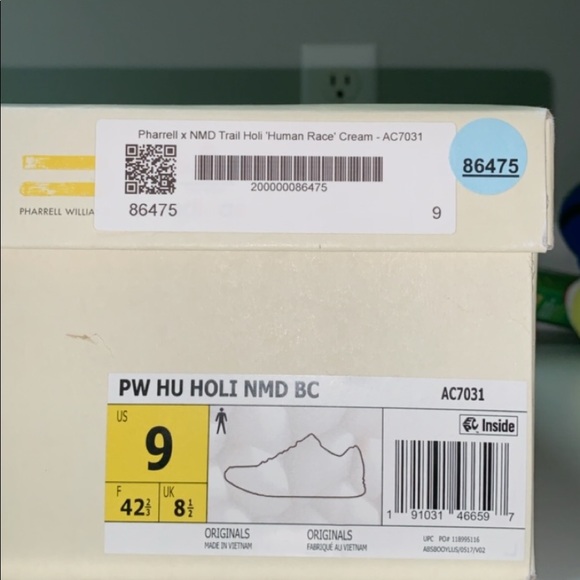 Pharrell x NMD Trail Holi 'Human Race' Cream - AC7031
200000086475
86475
9
86475
PHARRELL WILLIA
PW HU HOLI NMD BC
AC7031
US
9
F
42⅔
UK
8½
Inside
1 91031 46659 7
ORIGINALS
MADE IN VIETNAM
ORIGINALS
FABRIQUÉ AU VIETNAM
UPC PO# 118995116